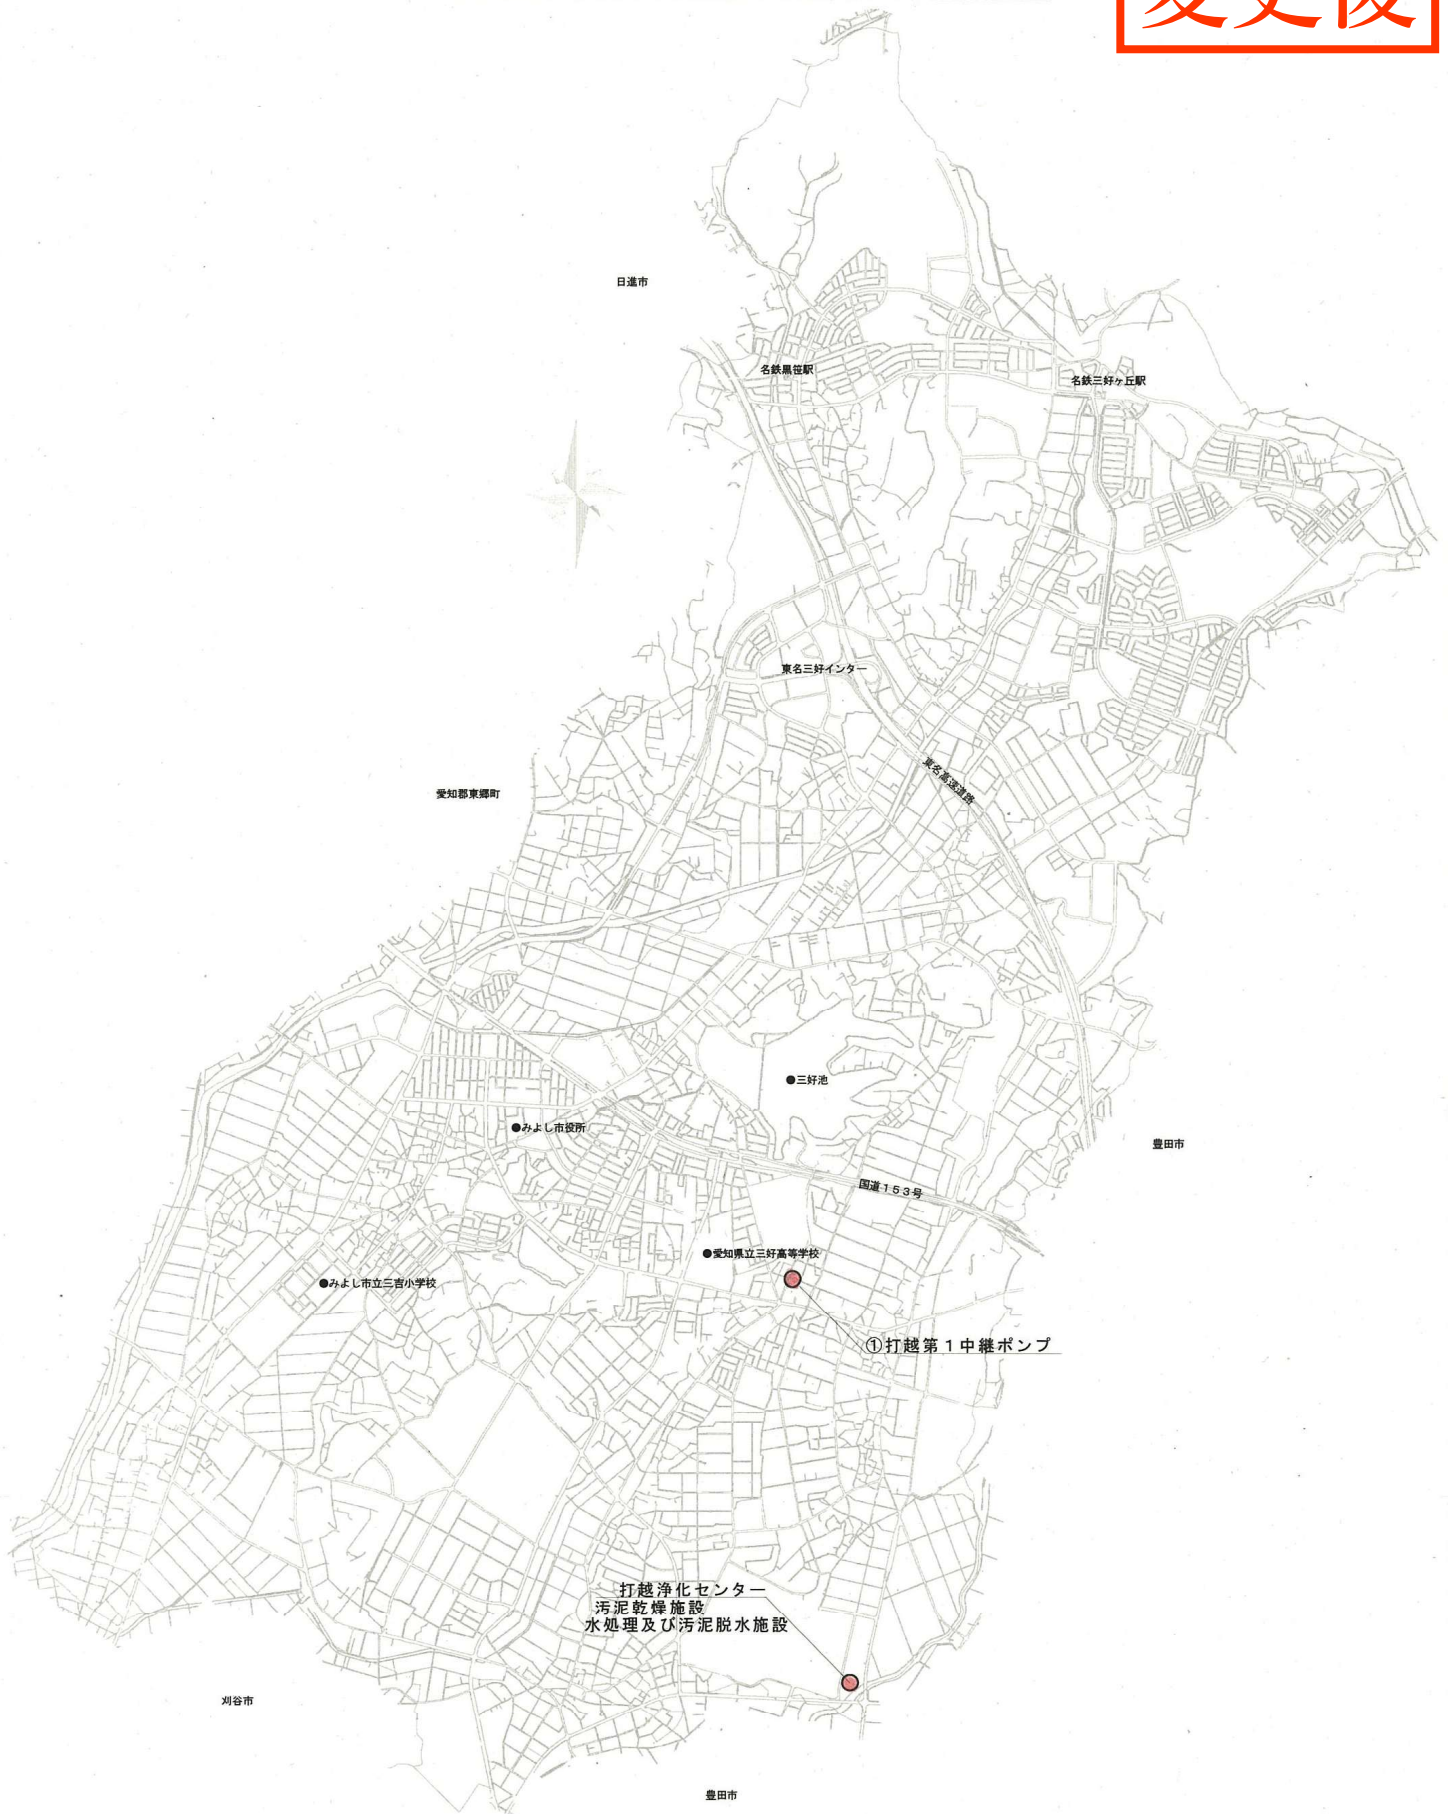 変更後
日進市
名鉄黒笹駅
名鉄三好ヶ丘駅
東名三好インター
東名高速道路
愛知郡東郷町
●三好池
●みよし市役所
豊田市
国道153号
●愛知県立三好高等学校
●みよし市立三吉小学校
①打越第1中継ポンプ
打越浄化センター
汚泥乾燥施設
水処理及び汚泥脱水施設
刈谷市
豊田市